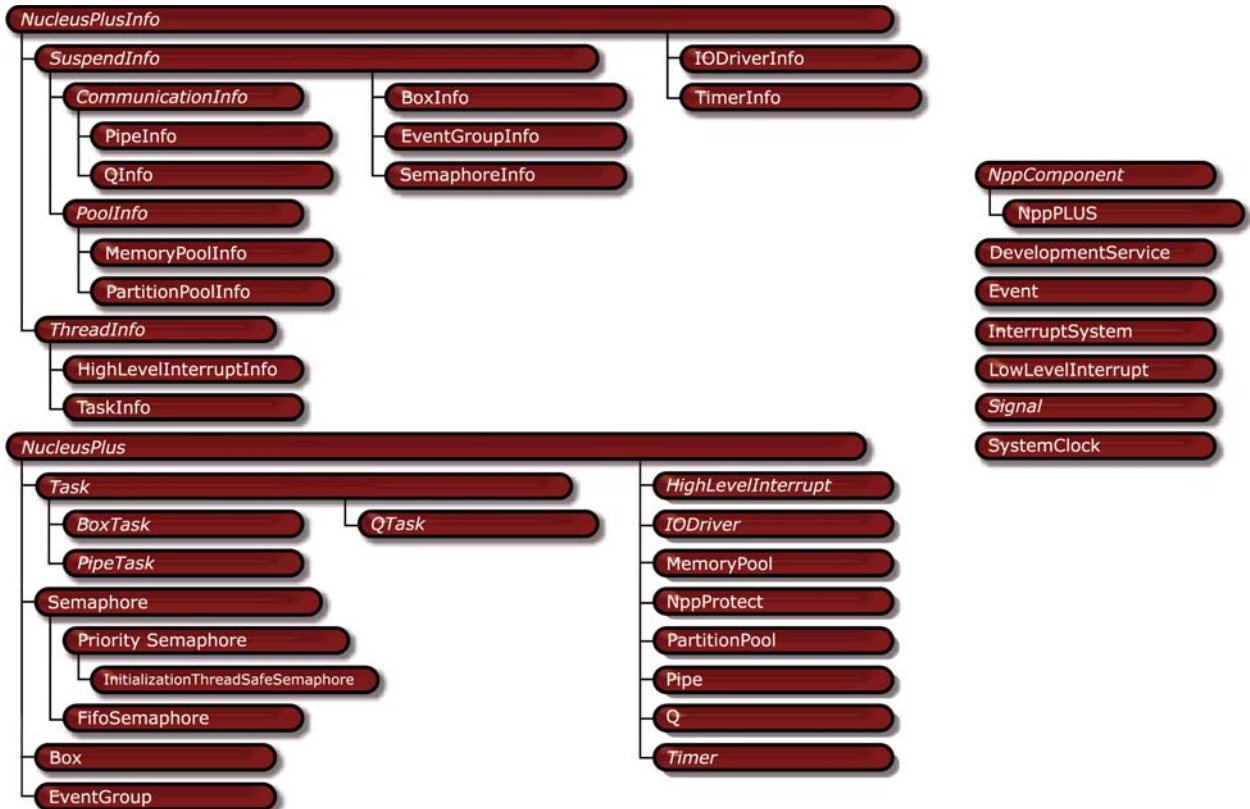 NucleusPlusInfo
SuspendInfo
CommunicationInfo
PipeInfo
QInfo
PoolInfo
MemoryPoolInfo
PartitionPoolInfo
ThreadInfo
HighLevelInterruptInfo
TaskInfo
BoxInfo
EventGroupInfo
SemaphoreInfo
IODriverInfo
TimerInfo
NucleusPlus
Task
BoxTask
PipeTask
QTask
Semaphore
Priority Semaphore
InitializationThreadSafeSemaphore
FifoSemaphore
Box
EventGroup
HighLevelInterrupt
IODriver
MemoryPool
NppProtect
PartitionPool
Pipe
Q
Timer
NppComponent
NppPLUS
DevelopmentService
Event
InterruptSystem
LowLevelInterrupt
Signal
SystemClock